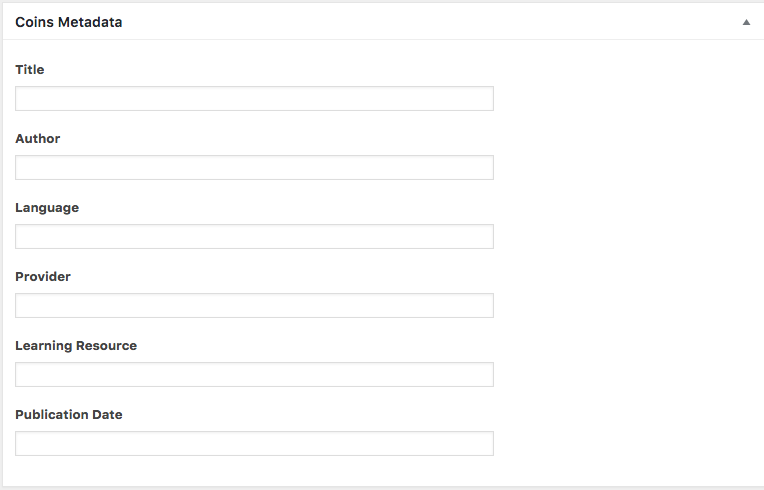 Coins Metadata
Title
Author
Language
Provider
Learning Resource
Publication Date